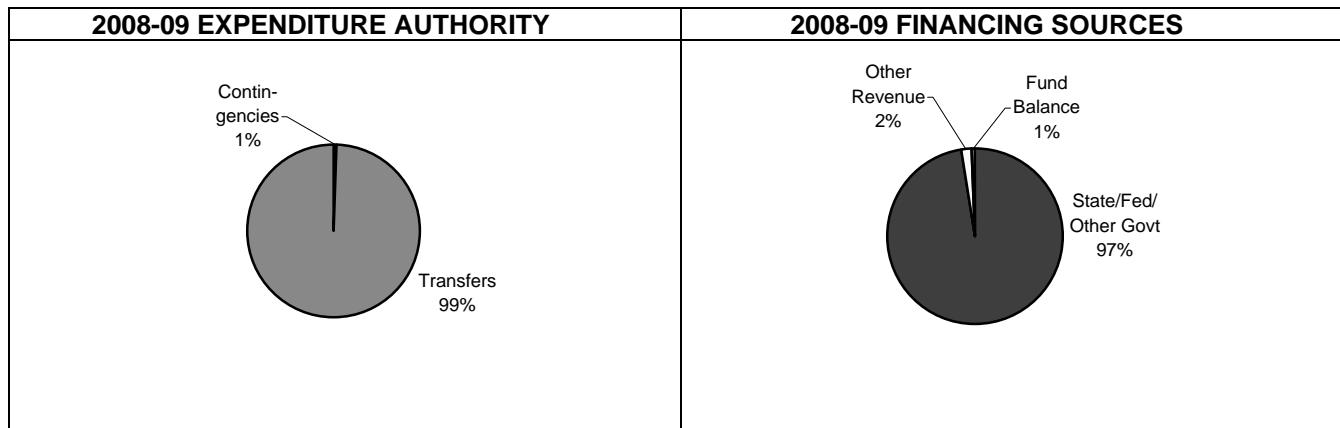 2008-09 EXPENDITURE AUTHORITY
Contin-
gencies
1%
Transfers
99%
2008-09 FINANCING SOURCES
Other
Revenue
2%
Fund
Balance
1%
State/Fed/
Other Govt
97%